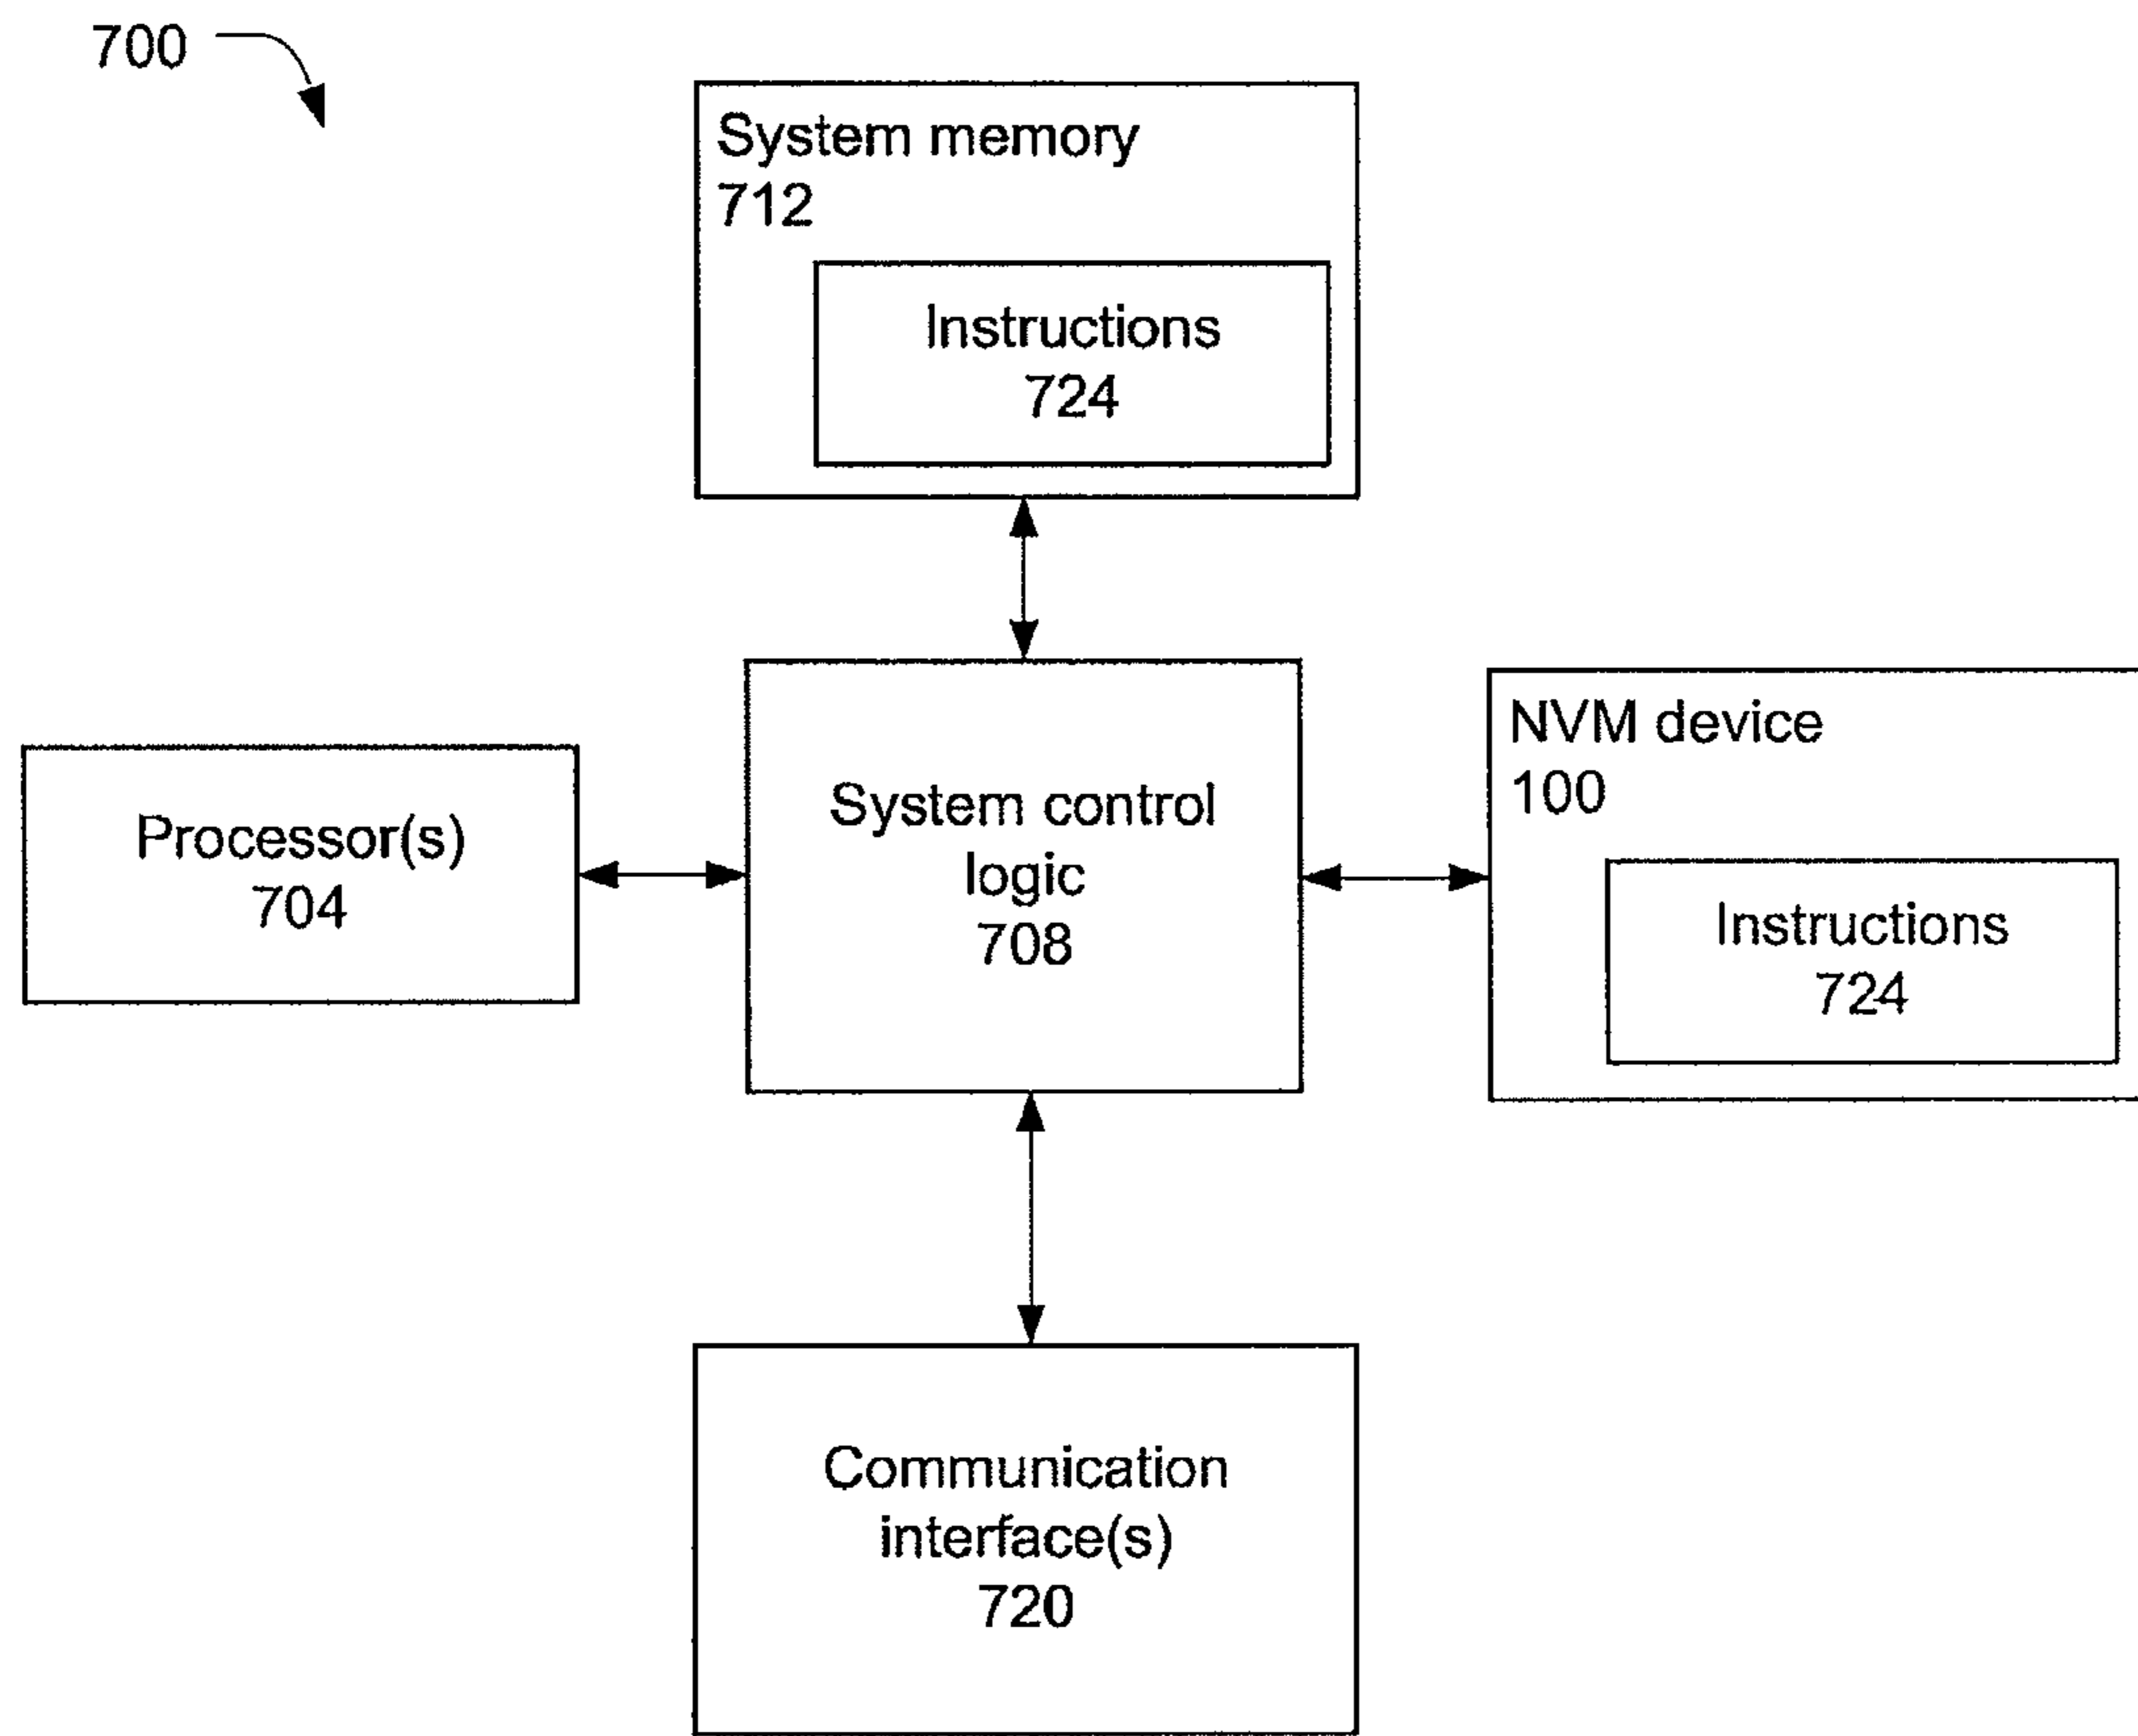 700
System memory
712
Instructions
724
Processor(s)
704
System control
logic
708
NVM device
100
Instructions
724
Communication
interface(s)
720